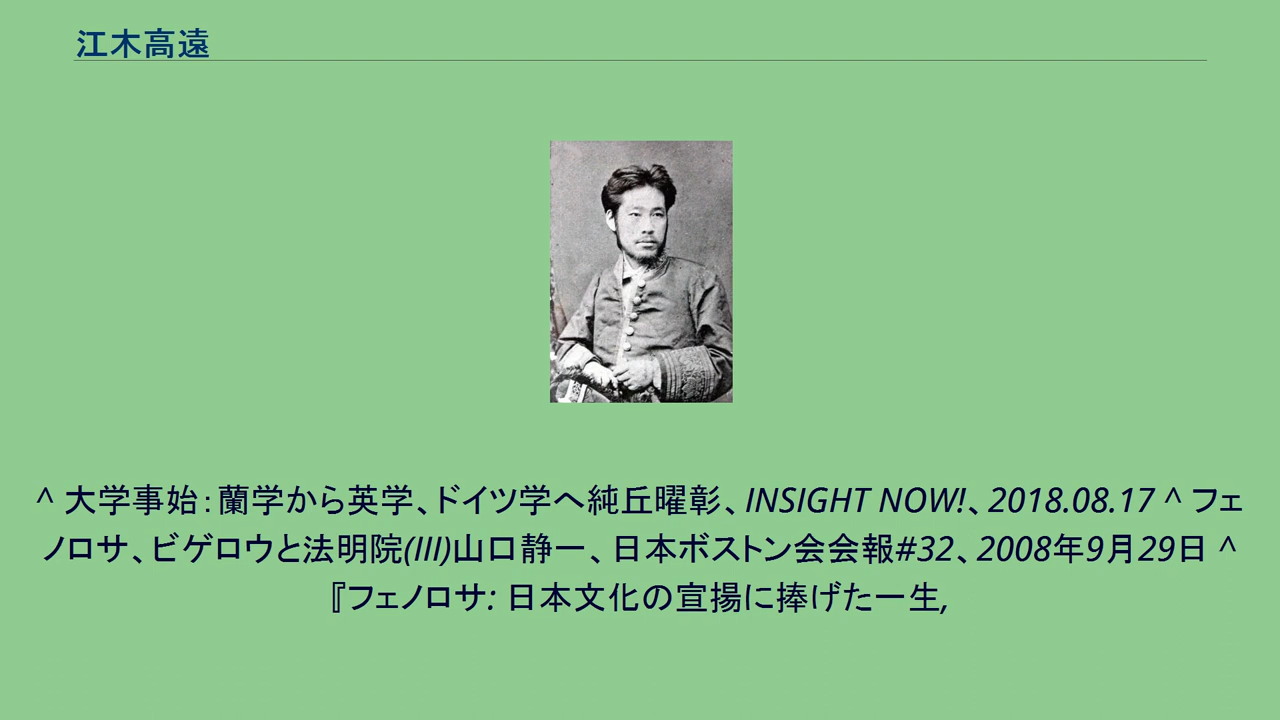 江木高遠
^ 大学事始：蘭学から英学、ドイツ学へ純丘曜彰、INSIGHT NOW!、2018.08.17 ^ フェ
ノロサ、ビゲロウと法明院(III)山口静一、日本ボストン会会報#32、2008年9月29日 ^
『フェノロサ: 日本文化の宣揚に捧げた一生,